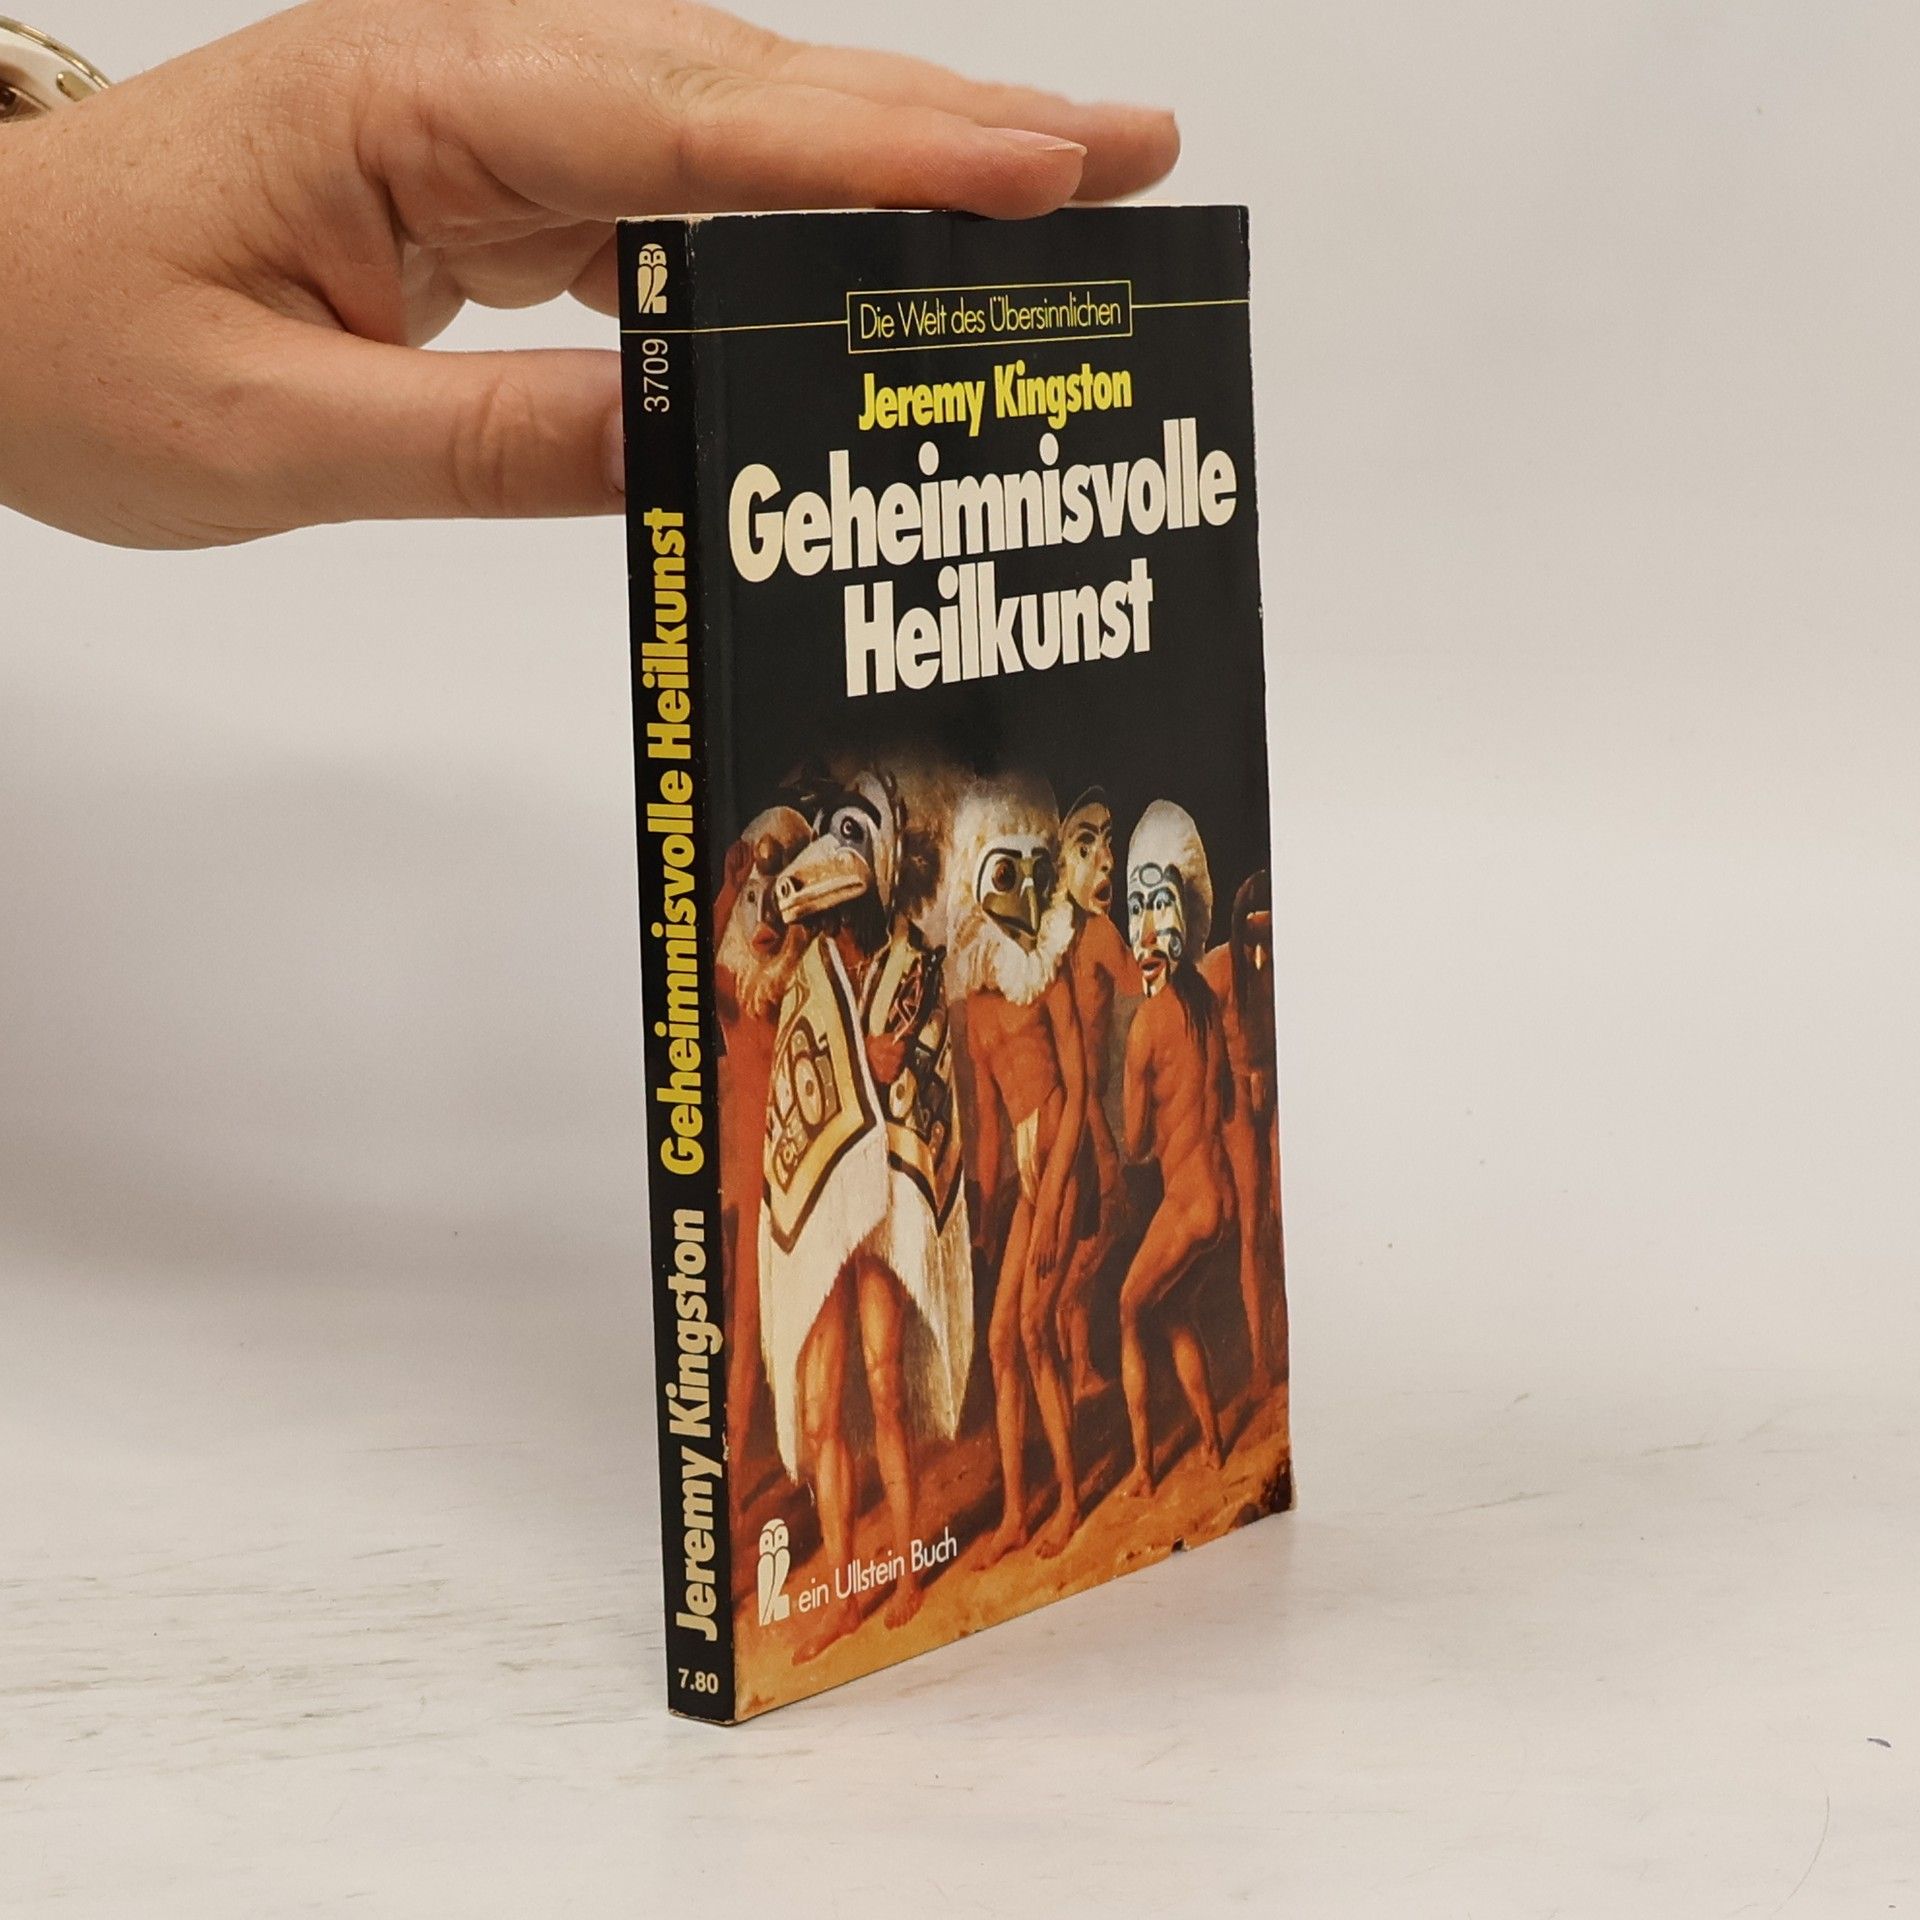 3709
Jeremy Kingston Geheimnisvolle Heilkunst
7.80
Die Welt des Übersinnlichen
Jeremy Kingston
Geheimnisvolle
Heilkunst
ein Ullstein Buch